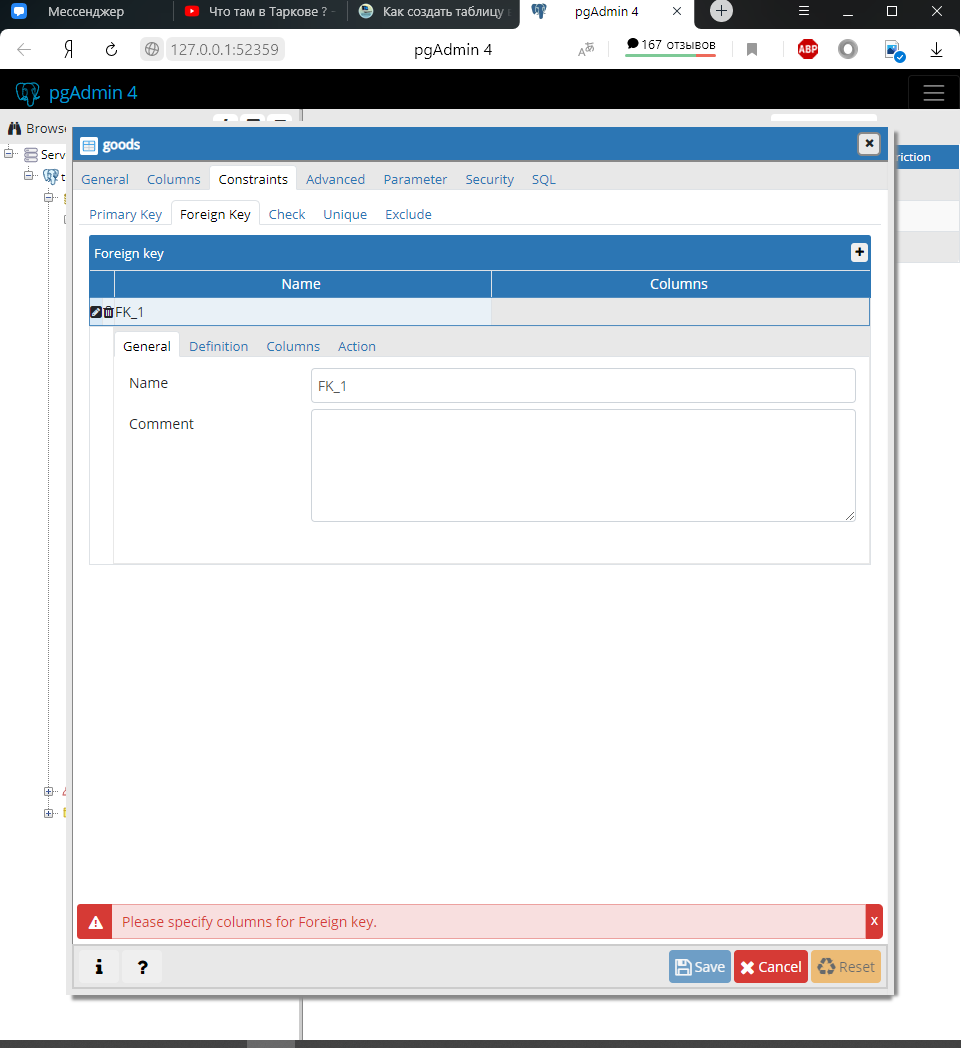 Мессенджер
Что там в Таркове ? -
Как создать таблицу
pgAdmin 4
Я
127.0.0.1:52359
pgAdmin 4
167 отзывов
ABP
pgAdmin 4
goods
General Columns Constraints Advanced Parameter Security SQL
Primary Key Foreign Key Check Unique Exclude
Foreign key
Name Columns
FK_1
General Definition Columns Action
Name
FK_1
Comment
Please specify columns for Foreign key.
X
i ? Save Cancel Reset